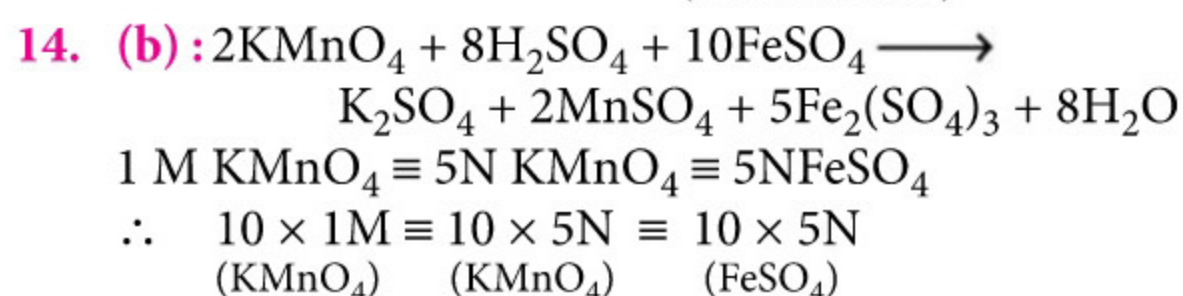 14. (b) : 2KMnO₄ + 8H₂SO₄ + 10FeSO₄ ⟶
K₂SO₄ + 2MnSO₄ + 5Fe₂(SO₄)₃ + 8H₂O
1 M KMnO₄ ≡ 5N KMnO₄ ≡ 5NFeSO₄
∴ 10 × 1M ≡ 10 × 5N ≡ 10 × 5N
(KMnO₄) (KMnO₄) (FeSO₄)